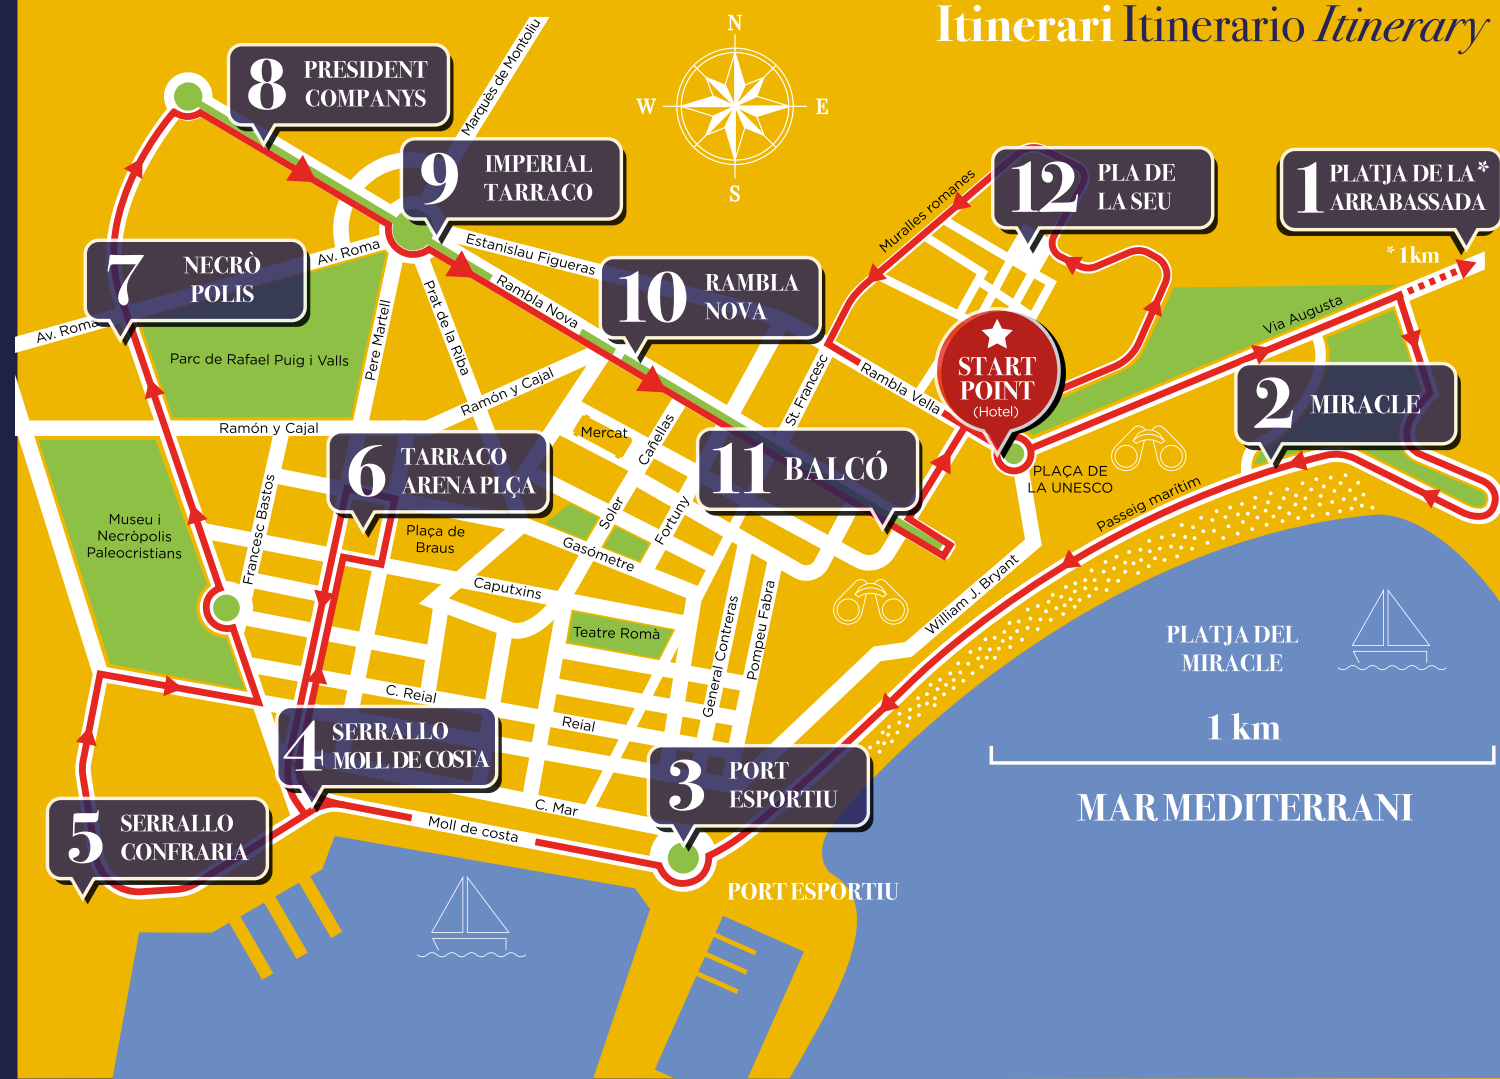 Itinerari Itinerario Itinerary
N
W
E
S
8 PRESIDENT
COMPANYS
Marquès de Montoliu
9 IMPERIAL
TARRACO
12 PLA DE
LA SEU
1 PLATJA DE LA*
ARRABASSADA
* 1km
Muralles romanes
7 NECRÒ
POLIS
Av. Roma
Av. Roma
Estanislau Figueras
Rambla Nova
10 RAMBLA
NOVA
Prat de la Riba
Pere Martell
Parc de Rafael Puig i Valls
Via Augusta
START
POINT
(Hotel)
Rambla Vella
St. Francesc
2 MIRACLE
Ramón y Cajal
Ramón y Cajal
Mercat
Cañellas
6 TARRACO
ARENA PLÇA
11 BALCÓ
PLAÇA DE
LA UNESCO
Passeig marítim
Museu i
Necròpolis
Paleocristians
Francesc Bastos
Plaça de
Braus
Soler
Fortuny
Gasómetre
Caputxins
William J. Bryant
Teatre Romà
General Contreras
Pompeu Fabra
PLATJA DEL
MIRACLE
C. Reial
Reial
1 km
4 SERRALLO
MOLL DE COSTA
3 PORT
ESPORTIU
MAR MEDITERRANI
C. Mar
Moll de costa
5 SERRALLO
CONFRARIA
PORT ESPORTIU